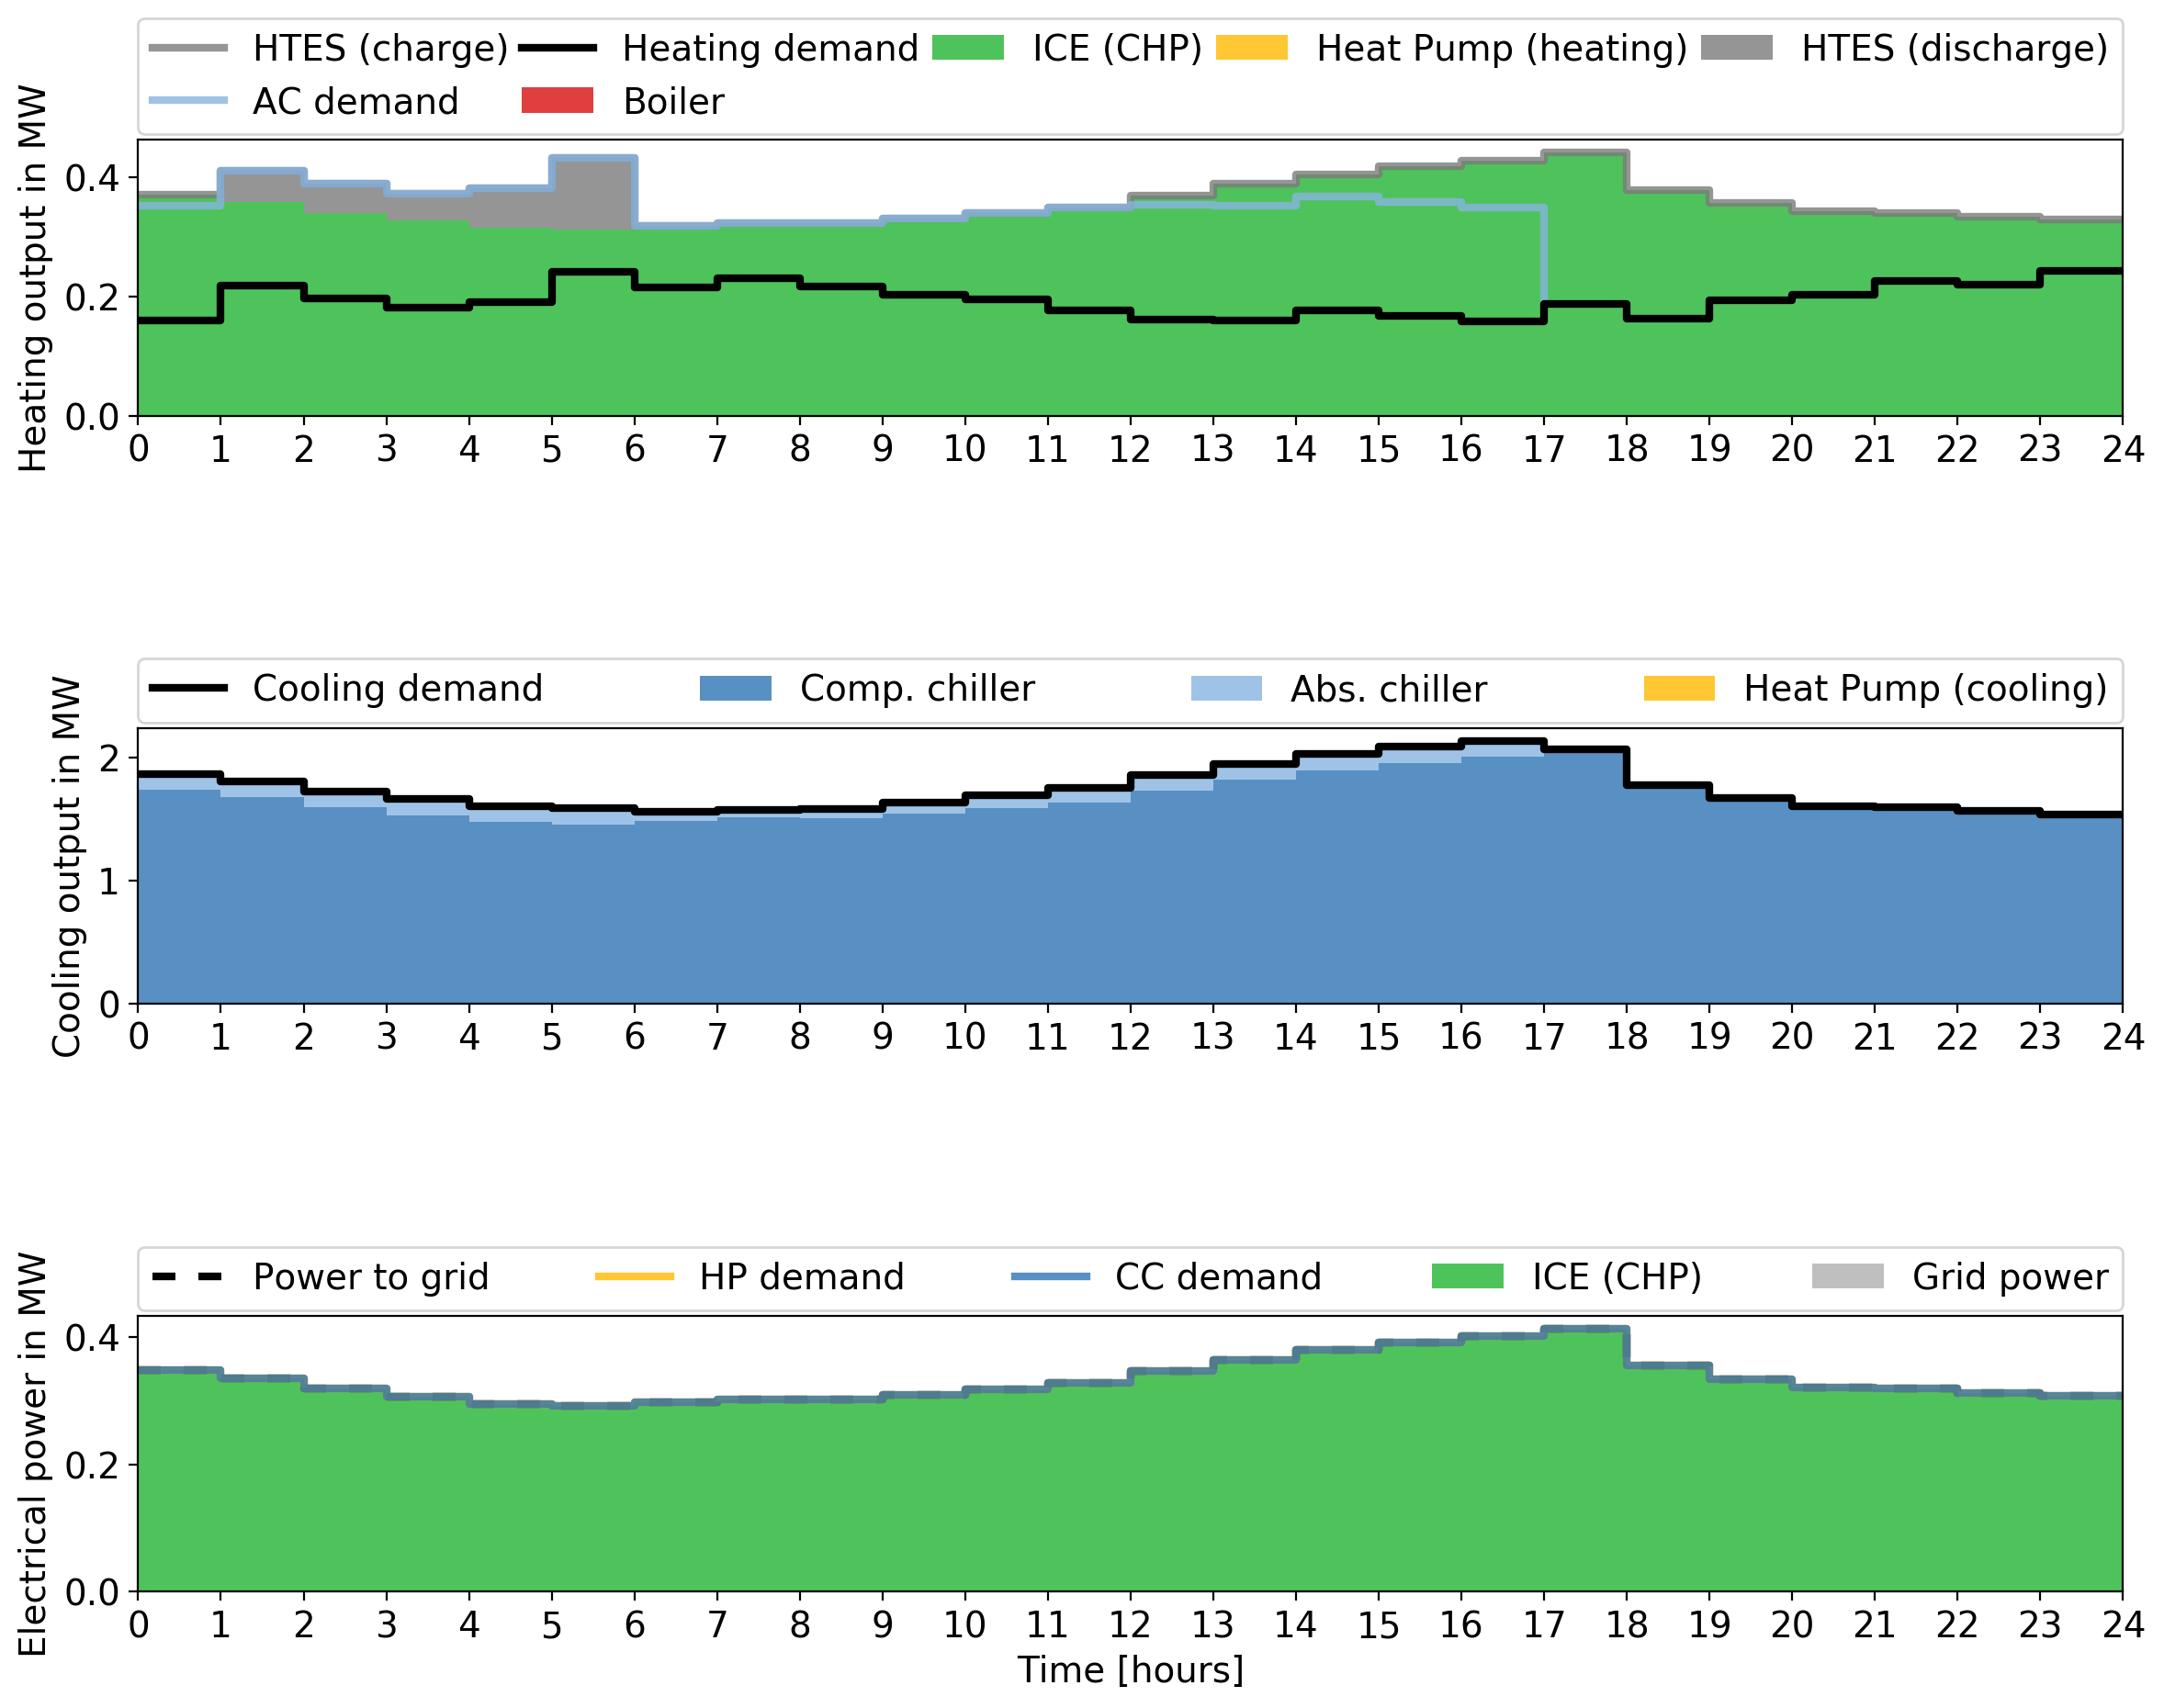 HTES (charge) Heating demand ICE (CHP) Heat Pump (heating) HTES (discharge)
AC demand Boiler
Heating output in MW
0.4
0.2
0.0
0 1 2 3 4 5 6 7 8 9 10 11 12 13 14 15 16 17 18 19 20 21 22 23 24
Cooling demand Comp. chiller Abs. chiller Heat Pump (cooling)
Cooling output in MW
2
1
0
0 1 2 3 4 5 6 7 8 9 10 11 12 13 14 15 16 17 18 19 20 21 22 23 24
Power to grid HP demand CC demand ICE (CHP) Grid power
Electrical power in MW
0.4
0.2
0.0
0 1 2 3 4 5 6 7 8 9 10 11 12 13 14 15 16 17 18 19 20 21 22 23 24
Time [hours]